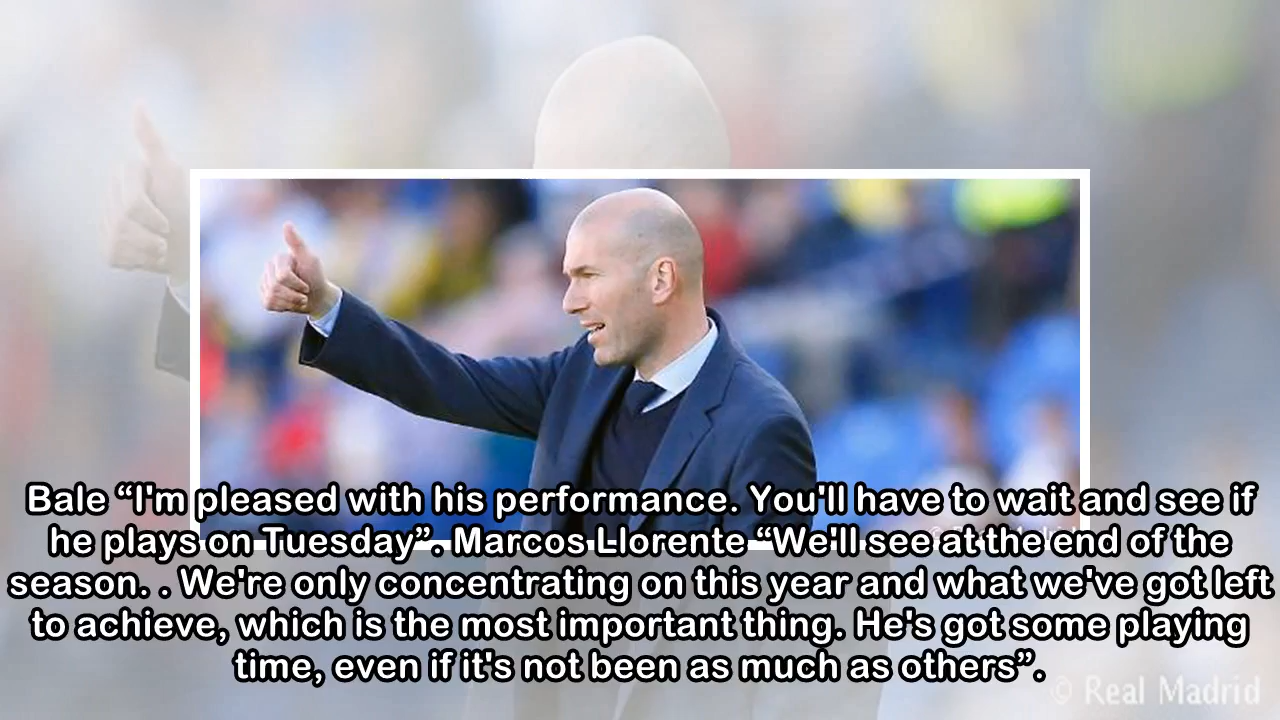 Bale “I'm pleased with his performance. You'll have to wait and see if
he plays on Tuesday”. Marcos Llorente “We'll see at the end of the
season. . We're only concentrating on this year and what we've got left
to achieve, which is the most important thing. He's got some playing
time, even if it's not been as much as others”.
© Real Madrid